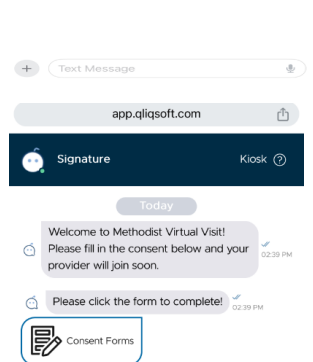 + Text Message
app.qliqsoft.com
Signature Kiosk ?
Today
Welcome to Methodist Virtual Visit!
Please fill in the consent below and your
provider will join soon.
02:39 PM
Please click the form to complete!
02:39 PM
Consent Forms